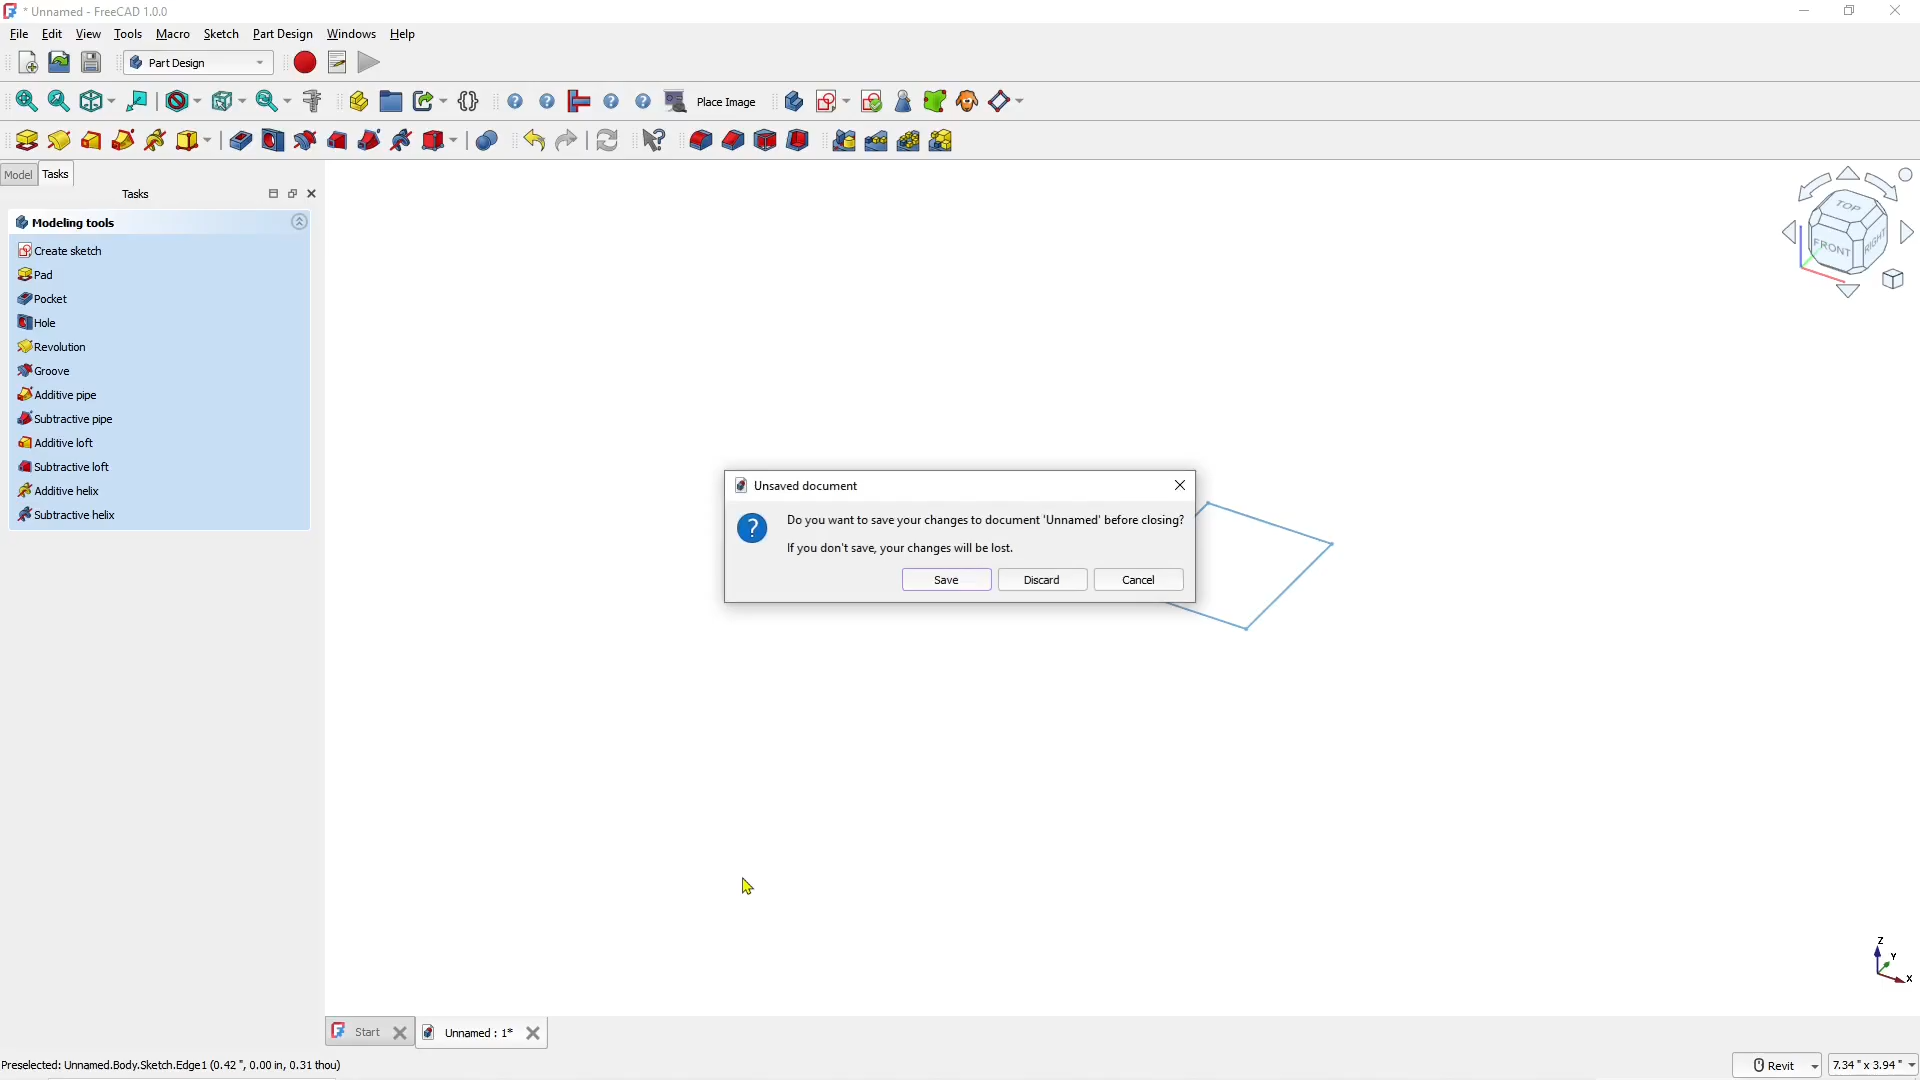 * Unnamed - FreeCAD 1.0.0
File Edit View Tools Macro Sketch Part Design Windows Help
Part Design
Place Image
Model Tasks
Tasks
Modeling tools
Create sketch
Pad
Pocket
Hole
Revolution
Groove
Additive pipe
Subtractive pipe
Additive loft
Subtractive loft
Additive helix
Subtractive helix
TOP
FRONT
RIGHT
Unsaved document
Do you want to save your changes to document 'Unnamed' before closing?
If you don't save, your changes will be lost.
Save Discard Cancel
Z
Y
X
Start Unnamed : 1*
Preselected: Unnamed.Body.Sketch.Edge1 (0.42 ", 0.00 in, 0.31 thou)
Revit 7.34 " x 3.94 "